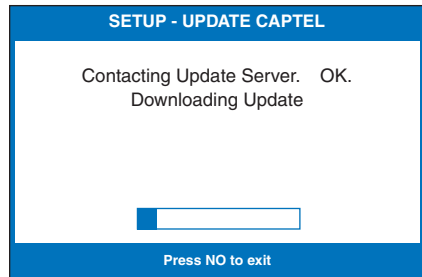 SETUP - UPDATE CAPTEL
Contacting Update Server.   OK.
Downloading Update
Press NO to exit